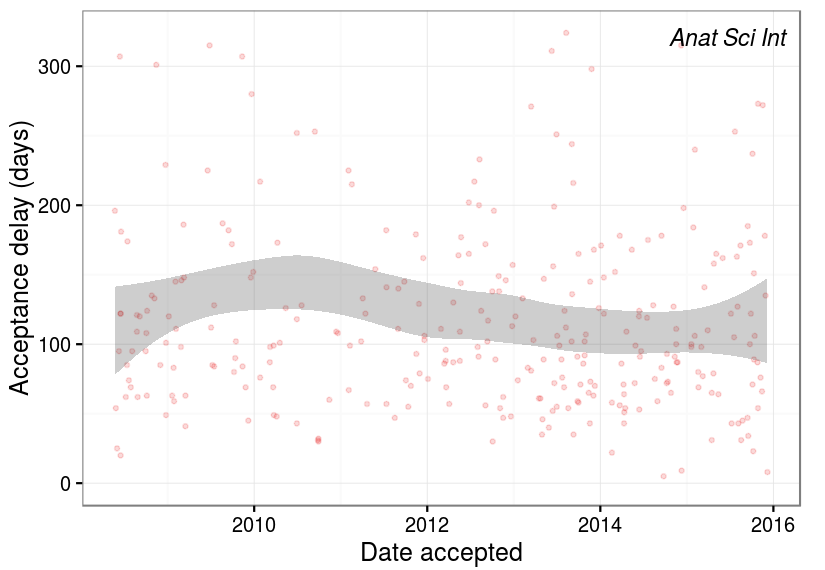 Anat Sci Int
Acceptance delay (days)
300
200
100
0
2010 2012 2014 2016
Date accepted